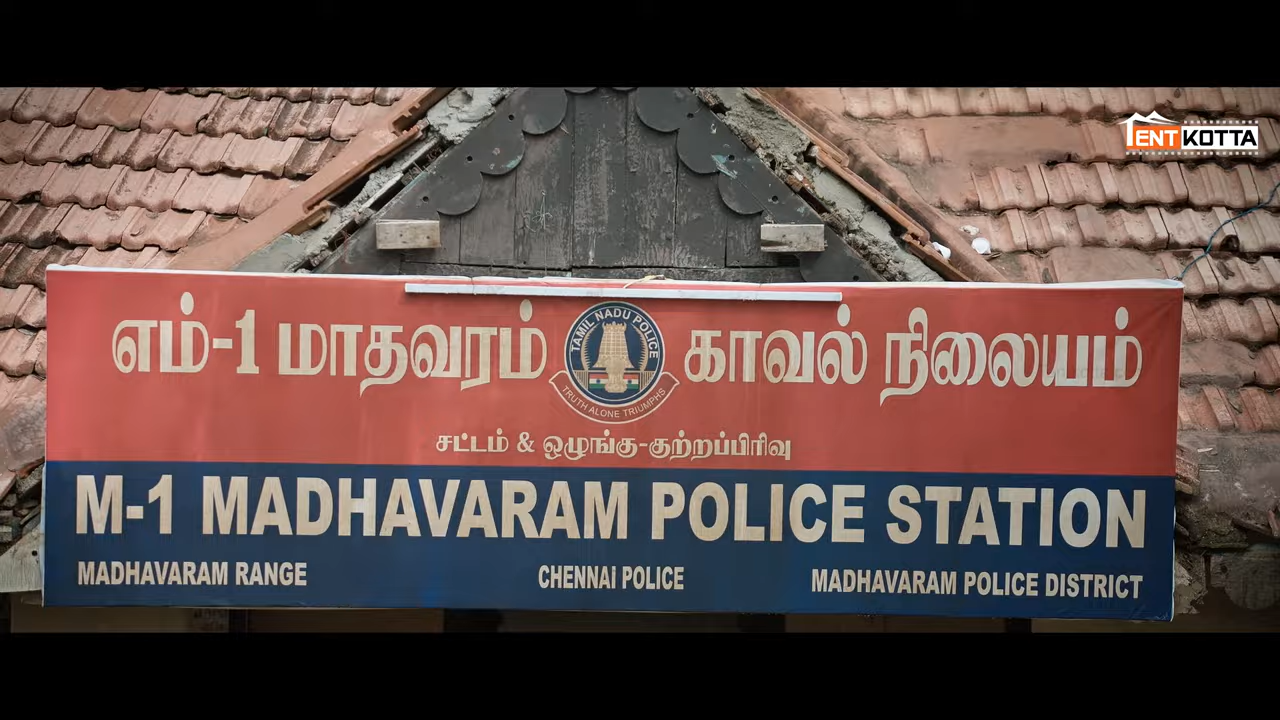 TENTKOTTA
எம்-1 மாதவரம் காவல் நிலையம்
TAMIL NADU POLICE
TRUTH ALONE TRIUMPHS
சட்டம் & ஒழுங்கு-குற்றப்பிரிவு
M-1 MADHAVARAM POLICE STATION
MADHAVARAM RANGE CHENNAi POLICE MADHAVARAM POLICE DISTRICT